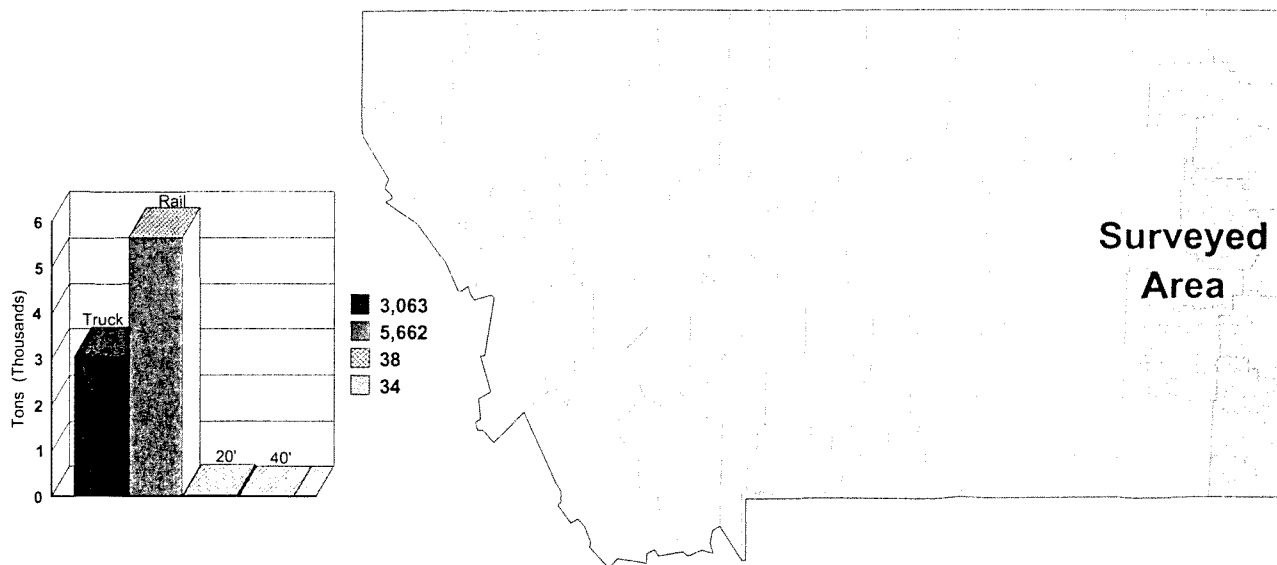 Tons (Thousands)
6
5
4
3
2
1
0
Truck
Rail
20'
40'
3,063
5,662
38
34
Surveyed
Area